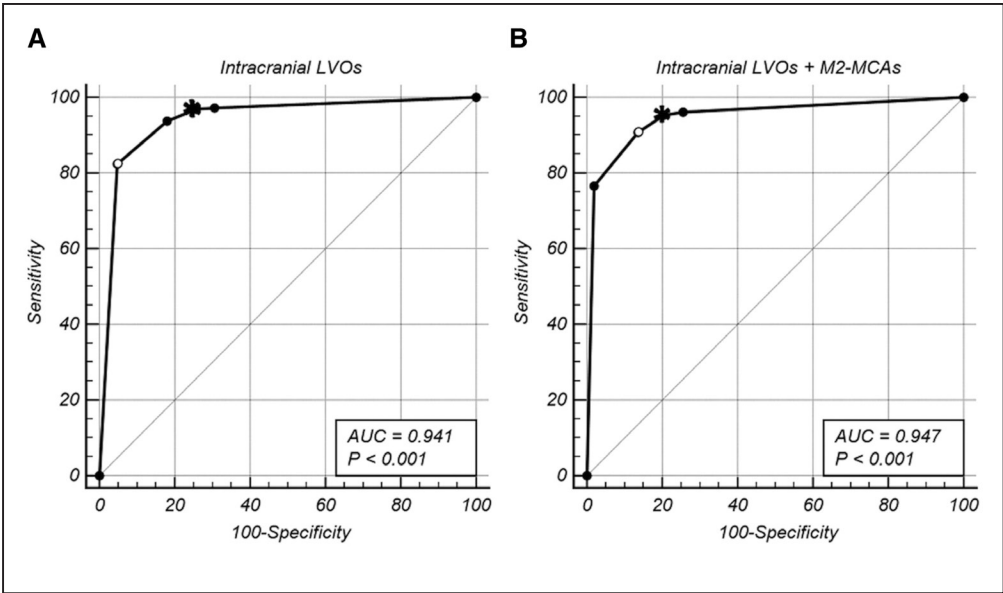 A
Intracranial LVOs
100
80
60
40
20
0
Sensitivity
AUC = 0.941
P < 0.001
0 20 40 60 80 100
100-Specificity
B
Intracranial LVOs + M2-MCAs
100
80
60
40
20
0
Sensitivity
AUC = 0.947
P < 0.001
0 20 40 60 80 100
100-Specificity